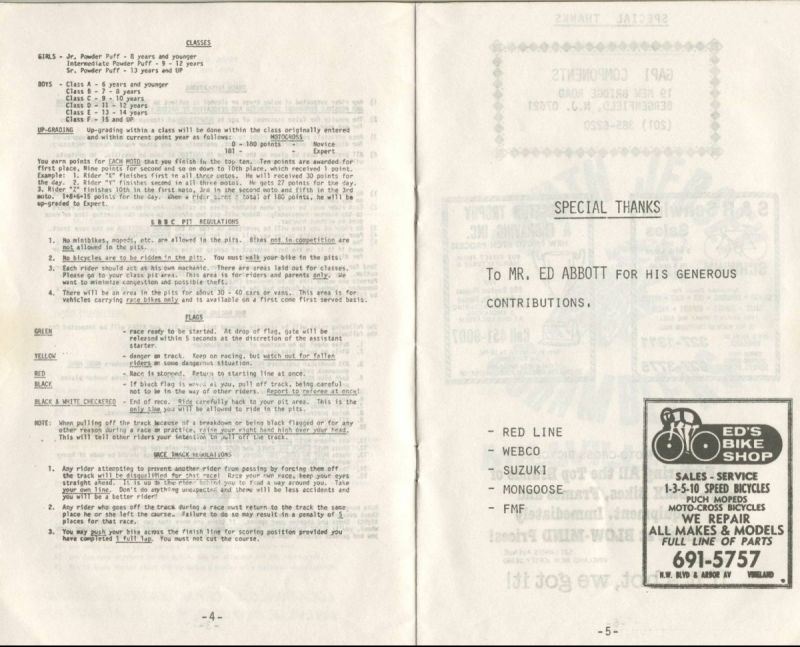 CLASSES
GIRLS - Jr. Powder Puff - 8 years and younger
Intermediate Powder Puff - 9 - 12 years
Sr. Powder Puff - 13 years and UP
BOYS - Class A - 6 years and younger
Class B - 7 - 8 years
Class C - 9 - 10 years
Class D - 11 - 12 years
Class E - 13 - 14 years
Class F - 15 and UP
UP-GRADING Up-grading within a class will be done within the class originally entered
and within current point year as follows: MOTOCROSS
0 - 180 points - Novice
181 - - Expert
You earn points for EACH MOTO that you finish in the top ten. Ten points are awarded for
first place, Nine points for second and so on down to 10th place, which received 1 point.
Example: 1. Rider "X" finishes first in all three motos. He will received 30 points for
the day. 2. Rider "Y" finishes second in all three motos. He gets 27 points for the day.
3. Rider "Z" finishes 10th in the first moto, 3rd in the second moto and fifth in the 3rd
moto. 1+8+6=15 points for the day. When a rider earns a total of 180 points, he will be
up-graded to Expert.
PIT REGULATIONS
1. No minibikes, mopeds, etc. are allowed in the pits. Bikes not in competition are
not allowed in the pits.
2. No bicycles are to be ridden in the pits. You must walk your bike in the pits.
3. Each rider should act as his own machanic. There are areas laid out for classes.
Please go to your class pit area. This area is for riders and parents only. We
want to minimize congestion and possible theft.
4. There will be an area in the pits for about 30 - 40 cars or vans. This area is for
vehicles carrying race bikes only and is available on a first come first served basis.
FLAGS
GREEN - race ready to be started. At drop of flag, gate will be
released within 5 seconds at the discretion of the assistant
starter.
YELLOW - danger on track. Keep on racing, but watch out for fallen
riders or some dangerous situation.
RED - Race is stopped. Return to starting line at once.
BLACK - If black flag is waved at you, pull off track, being careful
not to be in the way of other riders. Report to referee at once!
BLACK & WHITE CHECKERED - End of race. Ride carefully back to your pit area. This is the
only time you will be allowed to ride in the pits.
NOTE: When pulling off the track because of a breakdown or being black flagged or for any
other reason during a race or practice, raise your right hand high over your head.
This will tell other riders your intention to pull off the track.
RACE TRACK REGULATIONS
1. Any rider attempting to prevent another rider from passing by forcing them off
the track will be disqualified for that race! Race your own race, keep your eyes
straight ahead. It is up to the rider behind you to find a way around you. Take
your own line. Don't do anything unexpected and there will be less accidents and
you will be a better rider!
2. Any rider who goes off the track during a race must return to the track the same
place he or she left the course. Failure to do so may result in a penalty of 5
places for that race.
3. You may push your bike across the finish line for scoring position provided you
have completed 1 full lap. You must not cut the course.
-4-
SPECIAL THANKS
To MR. ED ABBOTT FOR HIS GENEROUS
CONTRIBUTIONS.
- RED LINE
- WEBCO
- SUZUKI
- MONGOOSE
- FMF
ED'S
BIKE
SHOP
SALES - SERVICE
1-3-5-10 SPEED BICYCLES
PUCH MOPEDS
MOTO-CROSS BICYCLES
WE REPAIR
ALL MAKES & MODELS
FULL LINE OF PARTS
691-5757
N.W. BLVD & ARBOR AV VINELAND
-5-